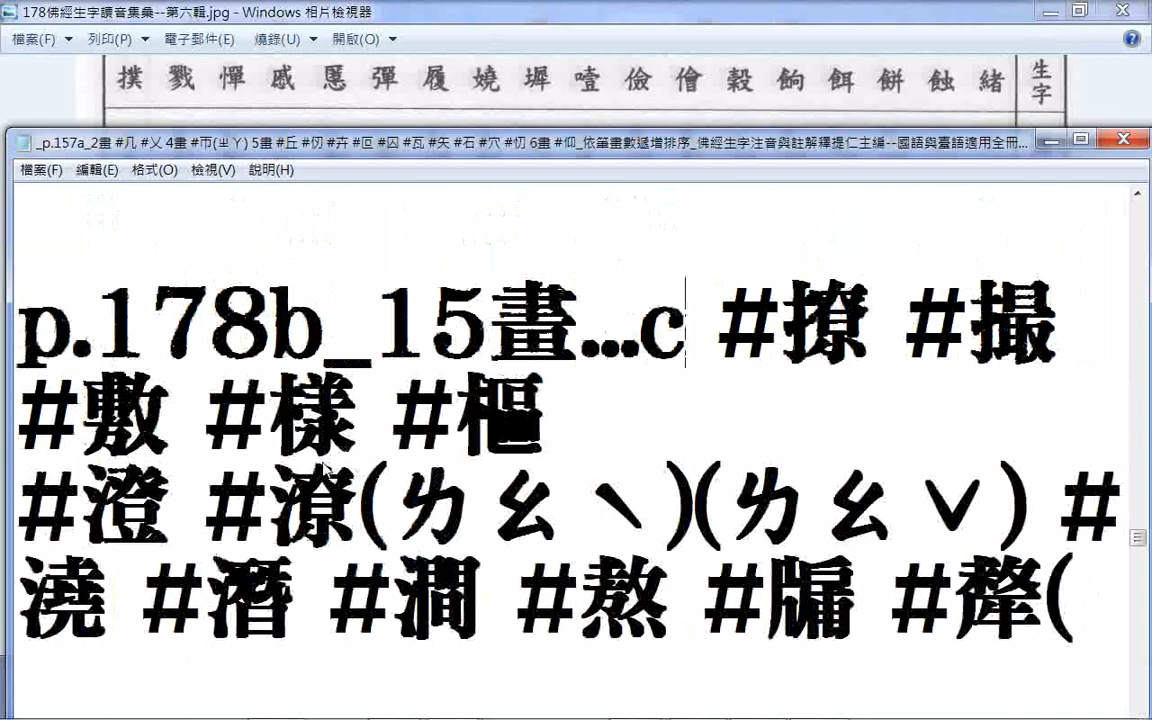 178佛經生字讀音集彙--第六輯.jpg - Windows 相片檢視器
檔案(F) 列印(P) 電子郵件(E) 燒錄(U) 開啟(O)
撲 戮 憚 慼 慝 彈 履 嬈 墀 噎 儉 儈 穀 餉 餌 餅 蝕 緒 生字
_p.157a_2畫 #几 #乂 4畫 #帀(ㄓㄚ) 5畫 #丘 #仞 #卉 #叵 #囚 #瓦 #矢 #石 #穴 #忉 6畫 #仰_依筆畫數遞增排序_佛經生字注音與註解釋提仁主編--國語與臺語適用全冊...
檔案(F) 編輯(E) 格式(O) 檢視(V) 說明(H)
p.178b_15畫...c #撩 #撮
#敷 #樣 #樞
#澄 #潦(ㄌㄠˋ)(ㄌㄠˇ) #
澆 #潛 #澗 #熬 #牖 #犛(